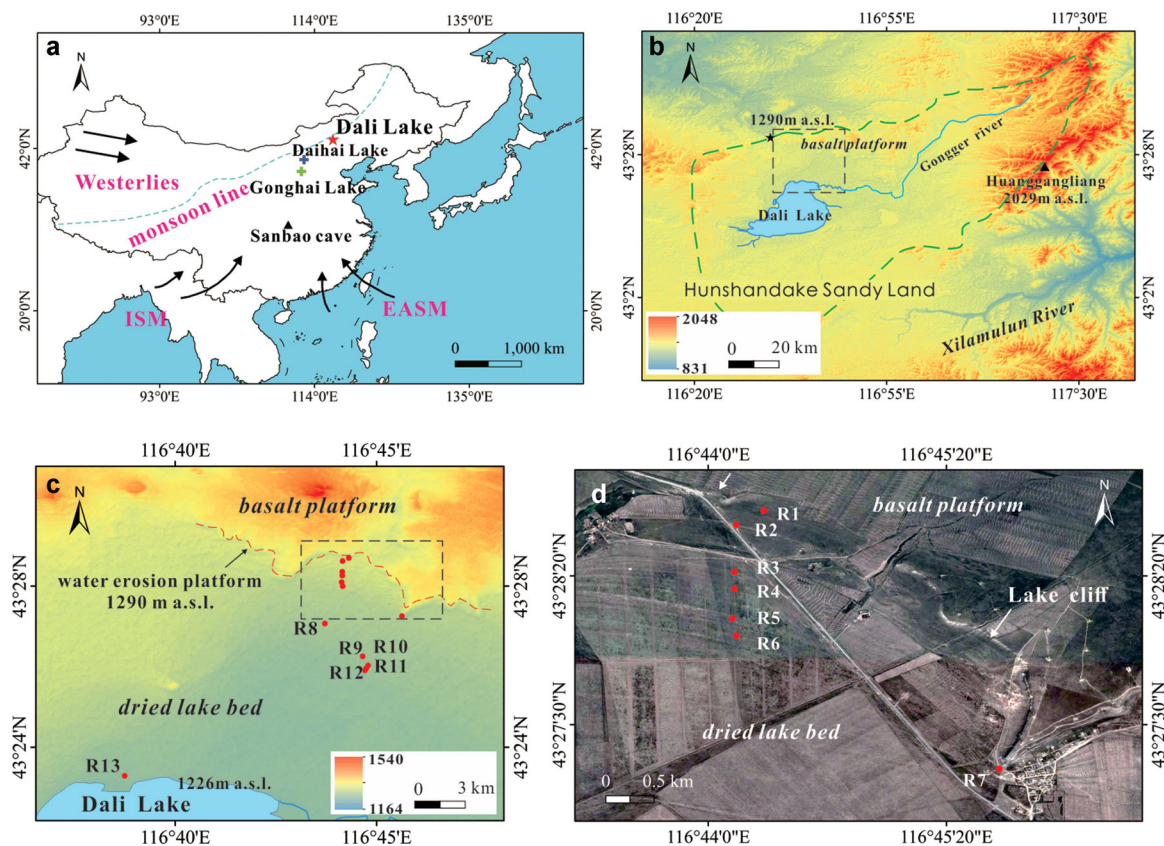 93°0'E
114°0'E
135°0'E
a
N
Dali Lake
Daihai Lake
Westerlies
Gonghai Lake
monsoon line
Sanbao cave
ISM
EASM
0
1,000 km
42°0'N
20°0'N
42°0'N
20°0'N
93°0'E
114°0'E
135°0'E
116°20'E
116°55'E
117°30'E
b
N
1290m a.s.l.
basalt platform
Gongger river
Huanggangliang
2029m a.s.l.
Dali Lake
Hunshandake Sandy Land
Xilamulun River
2048
831
0
20 km
43°28'N
43°2'N
43°28'N
43°2'N
116°20'E
116°55'E
117°30'E
116°40'E
116°45'E
c
N
basalt platform
water erosion platform
1290 m a.s.l.
R8
R9
R10
R12
R11
dried lake bed
R13
1226m a.s.l.
Dali Lake
1540
1164
0
3 km
43°28'N
43°24'N
43°28'N
43°24'N
116°40'E
116°45'E
116°44'E
116°45'20"E
d
N
basalt platform
R1
R2
R3
R4
R5
R6
Lake cliff
dried lake bed
R7
0
0.5 km
43°28'20"N
43°27'30"N
43°28'20"N
43°27'30"N
116°44'E
116°45'20"E